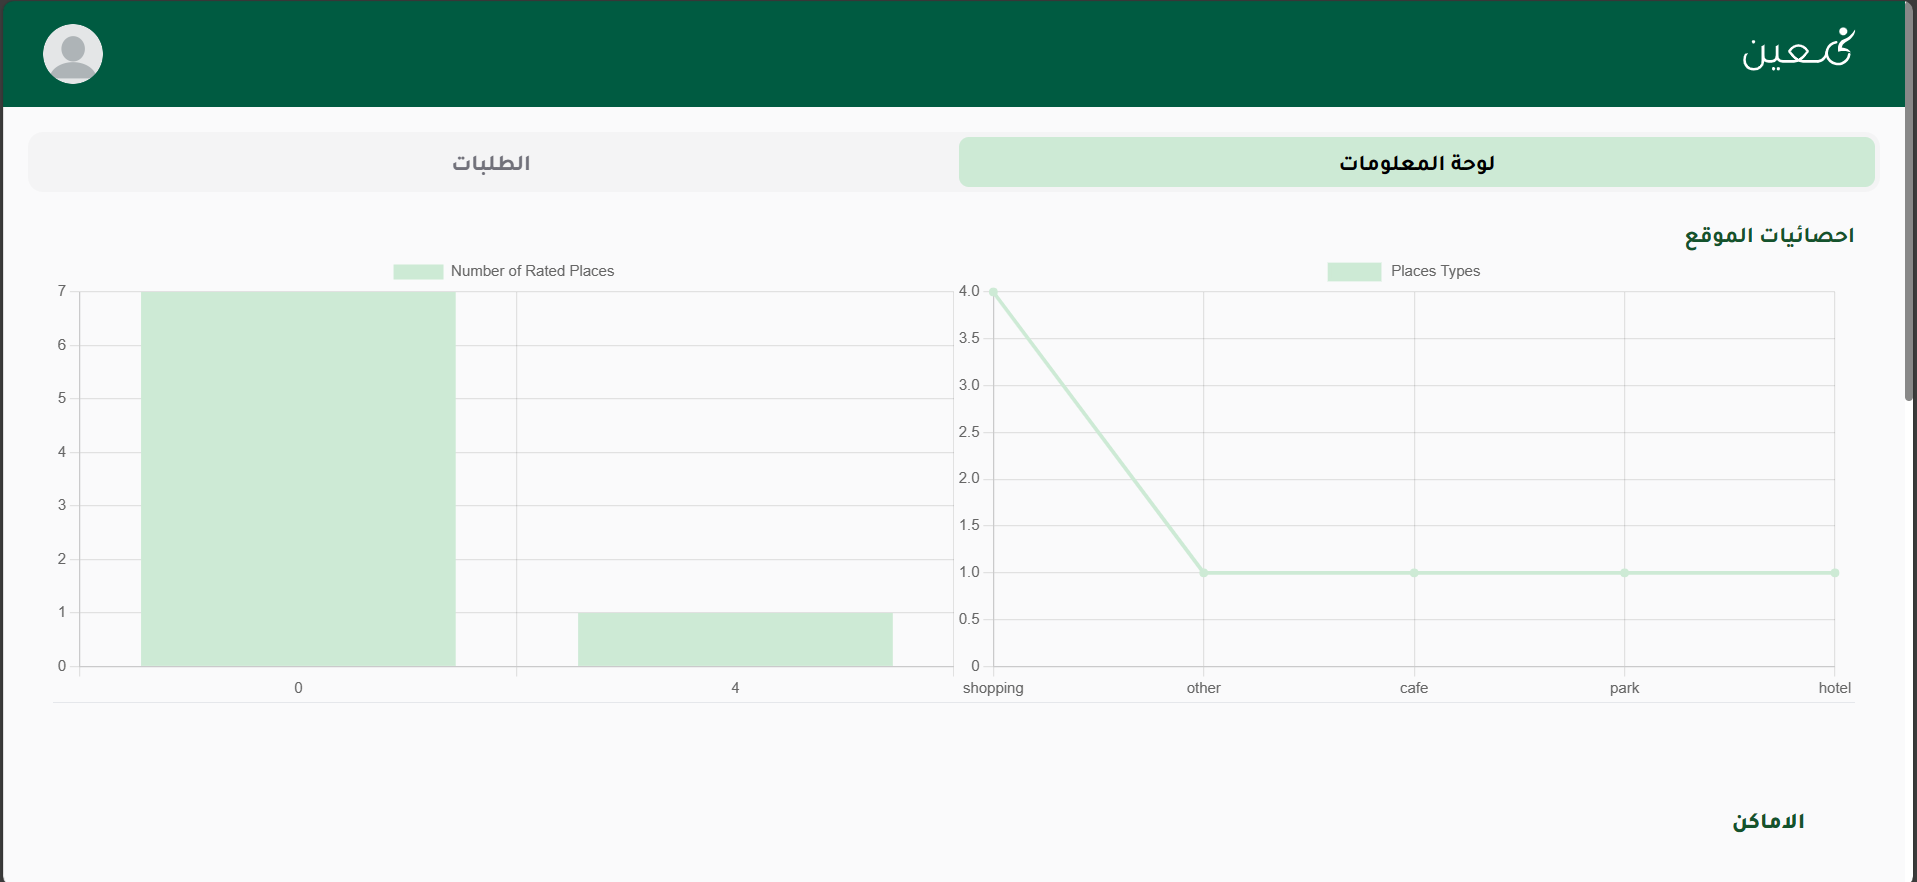 معين
لوحة المعلومات
الطلبات
احصائيات الموقع
Places Types
4.0
3.5
3.0
2.5
2.0
1.5
1.0
0.5
0
shopping other cafe park hotel
Number of Rated Places
7
6
5
4
3
2
1
0
0 4
الاماكن